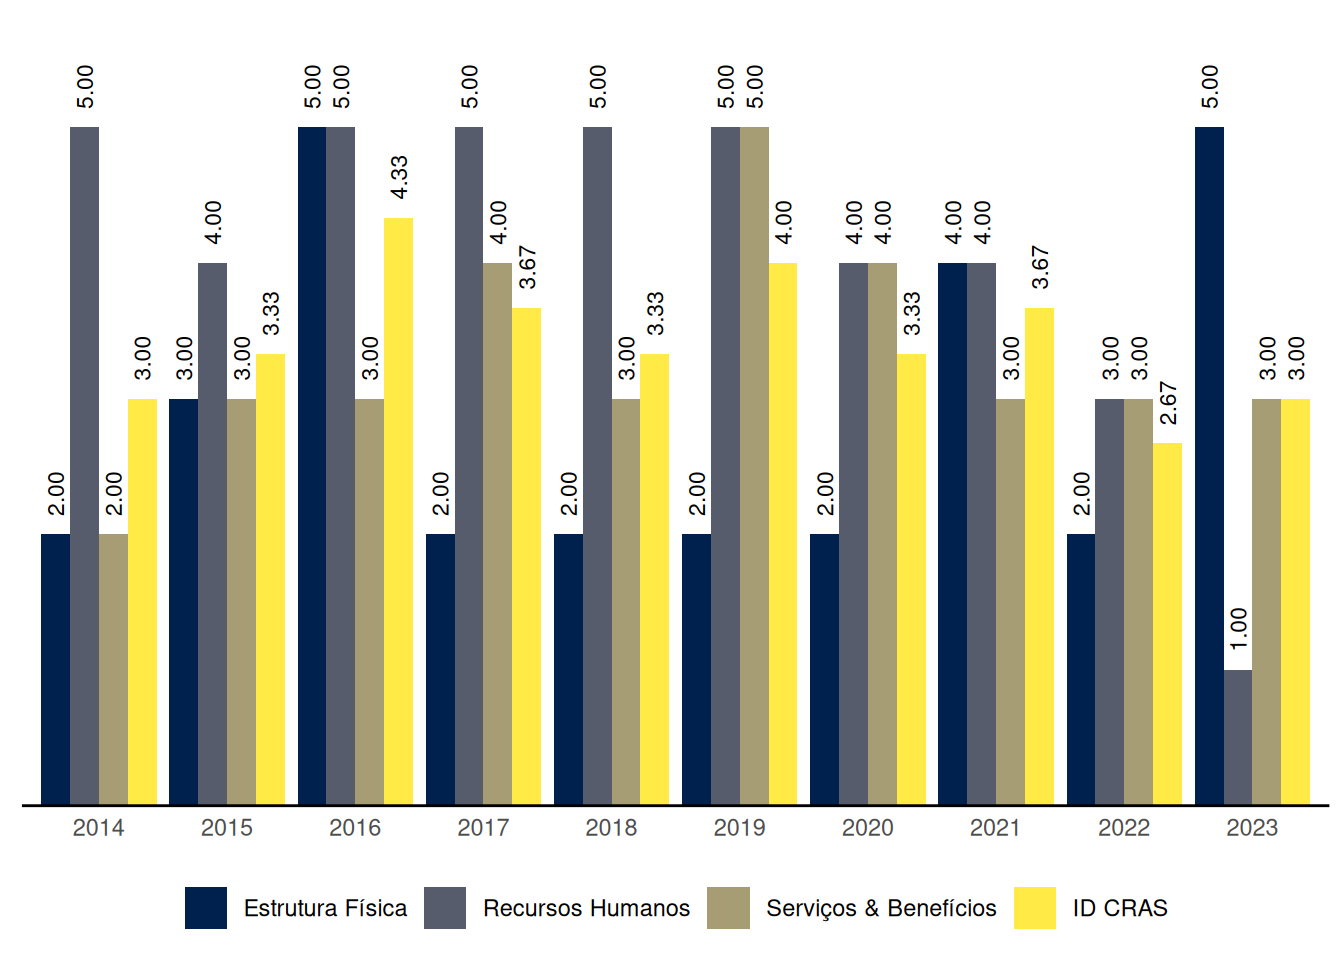 2.00 5.00 2.00 3.00
3.00 4.00 3.00 3.33
5.00 5.00 3.00 4.33
2.00 5.00 4.00 3.67
2.00 5.00 3.00 3.33
2.00 5.00 5.00 4.00
2.00 4.00 4.00 3.33
4.00 4.00 3.00 3.67
2.00 3.00 3.00 2.67
5.00 1.00 3.00 3.00
2014 2015 2016 2017 2018 2019 2020 2021 2022 2023
Estrutura Física Recursos Humanos Serviços & Benefícios ID CRAS